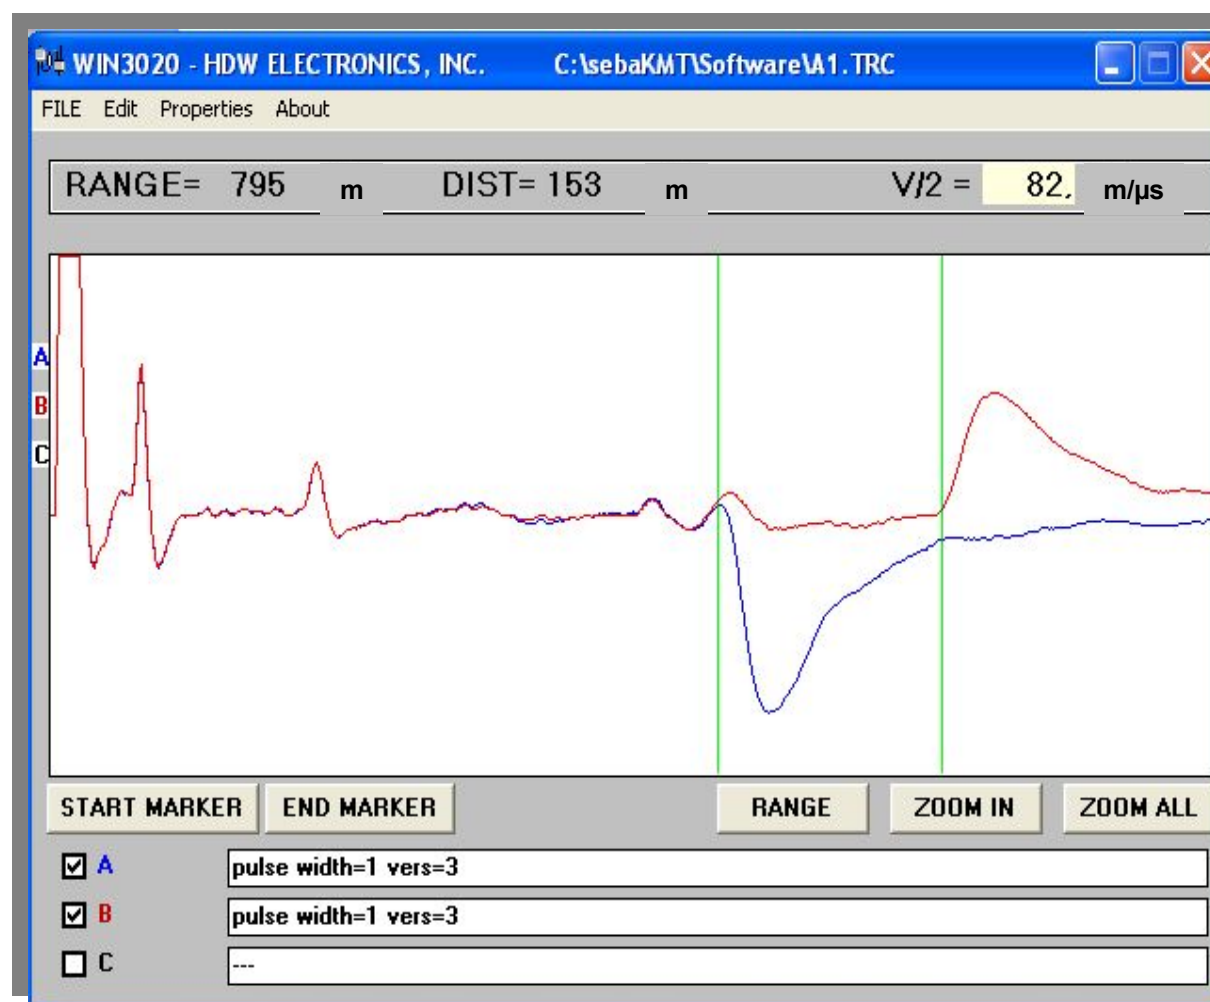 WIN3020 - HDW ELECTRONICS, INC. C:\sebaKMT\Software\A1.TRC
FILE Edit Properties About
RANGE= 795 m DIST= 153 m V/2 = 82, m/µs
A
B
C
START MARKER END MARKER RANGE ZOOM IN ZOOM ALL
A pulse width=1 vers=3
B pulse width=1 vers=3
C ---